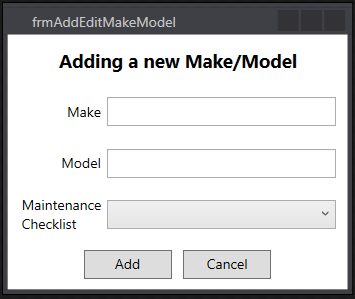 frmAddEditMakeModel
Adding a new Make/Model
Make
Model
Maintenance
Checklist
Add
Cancel